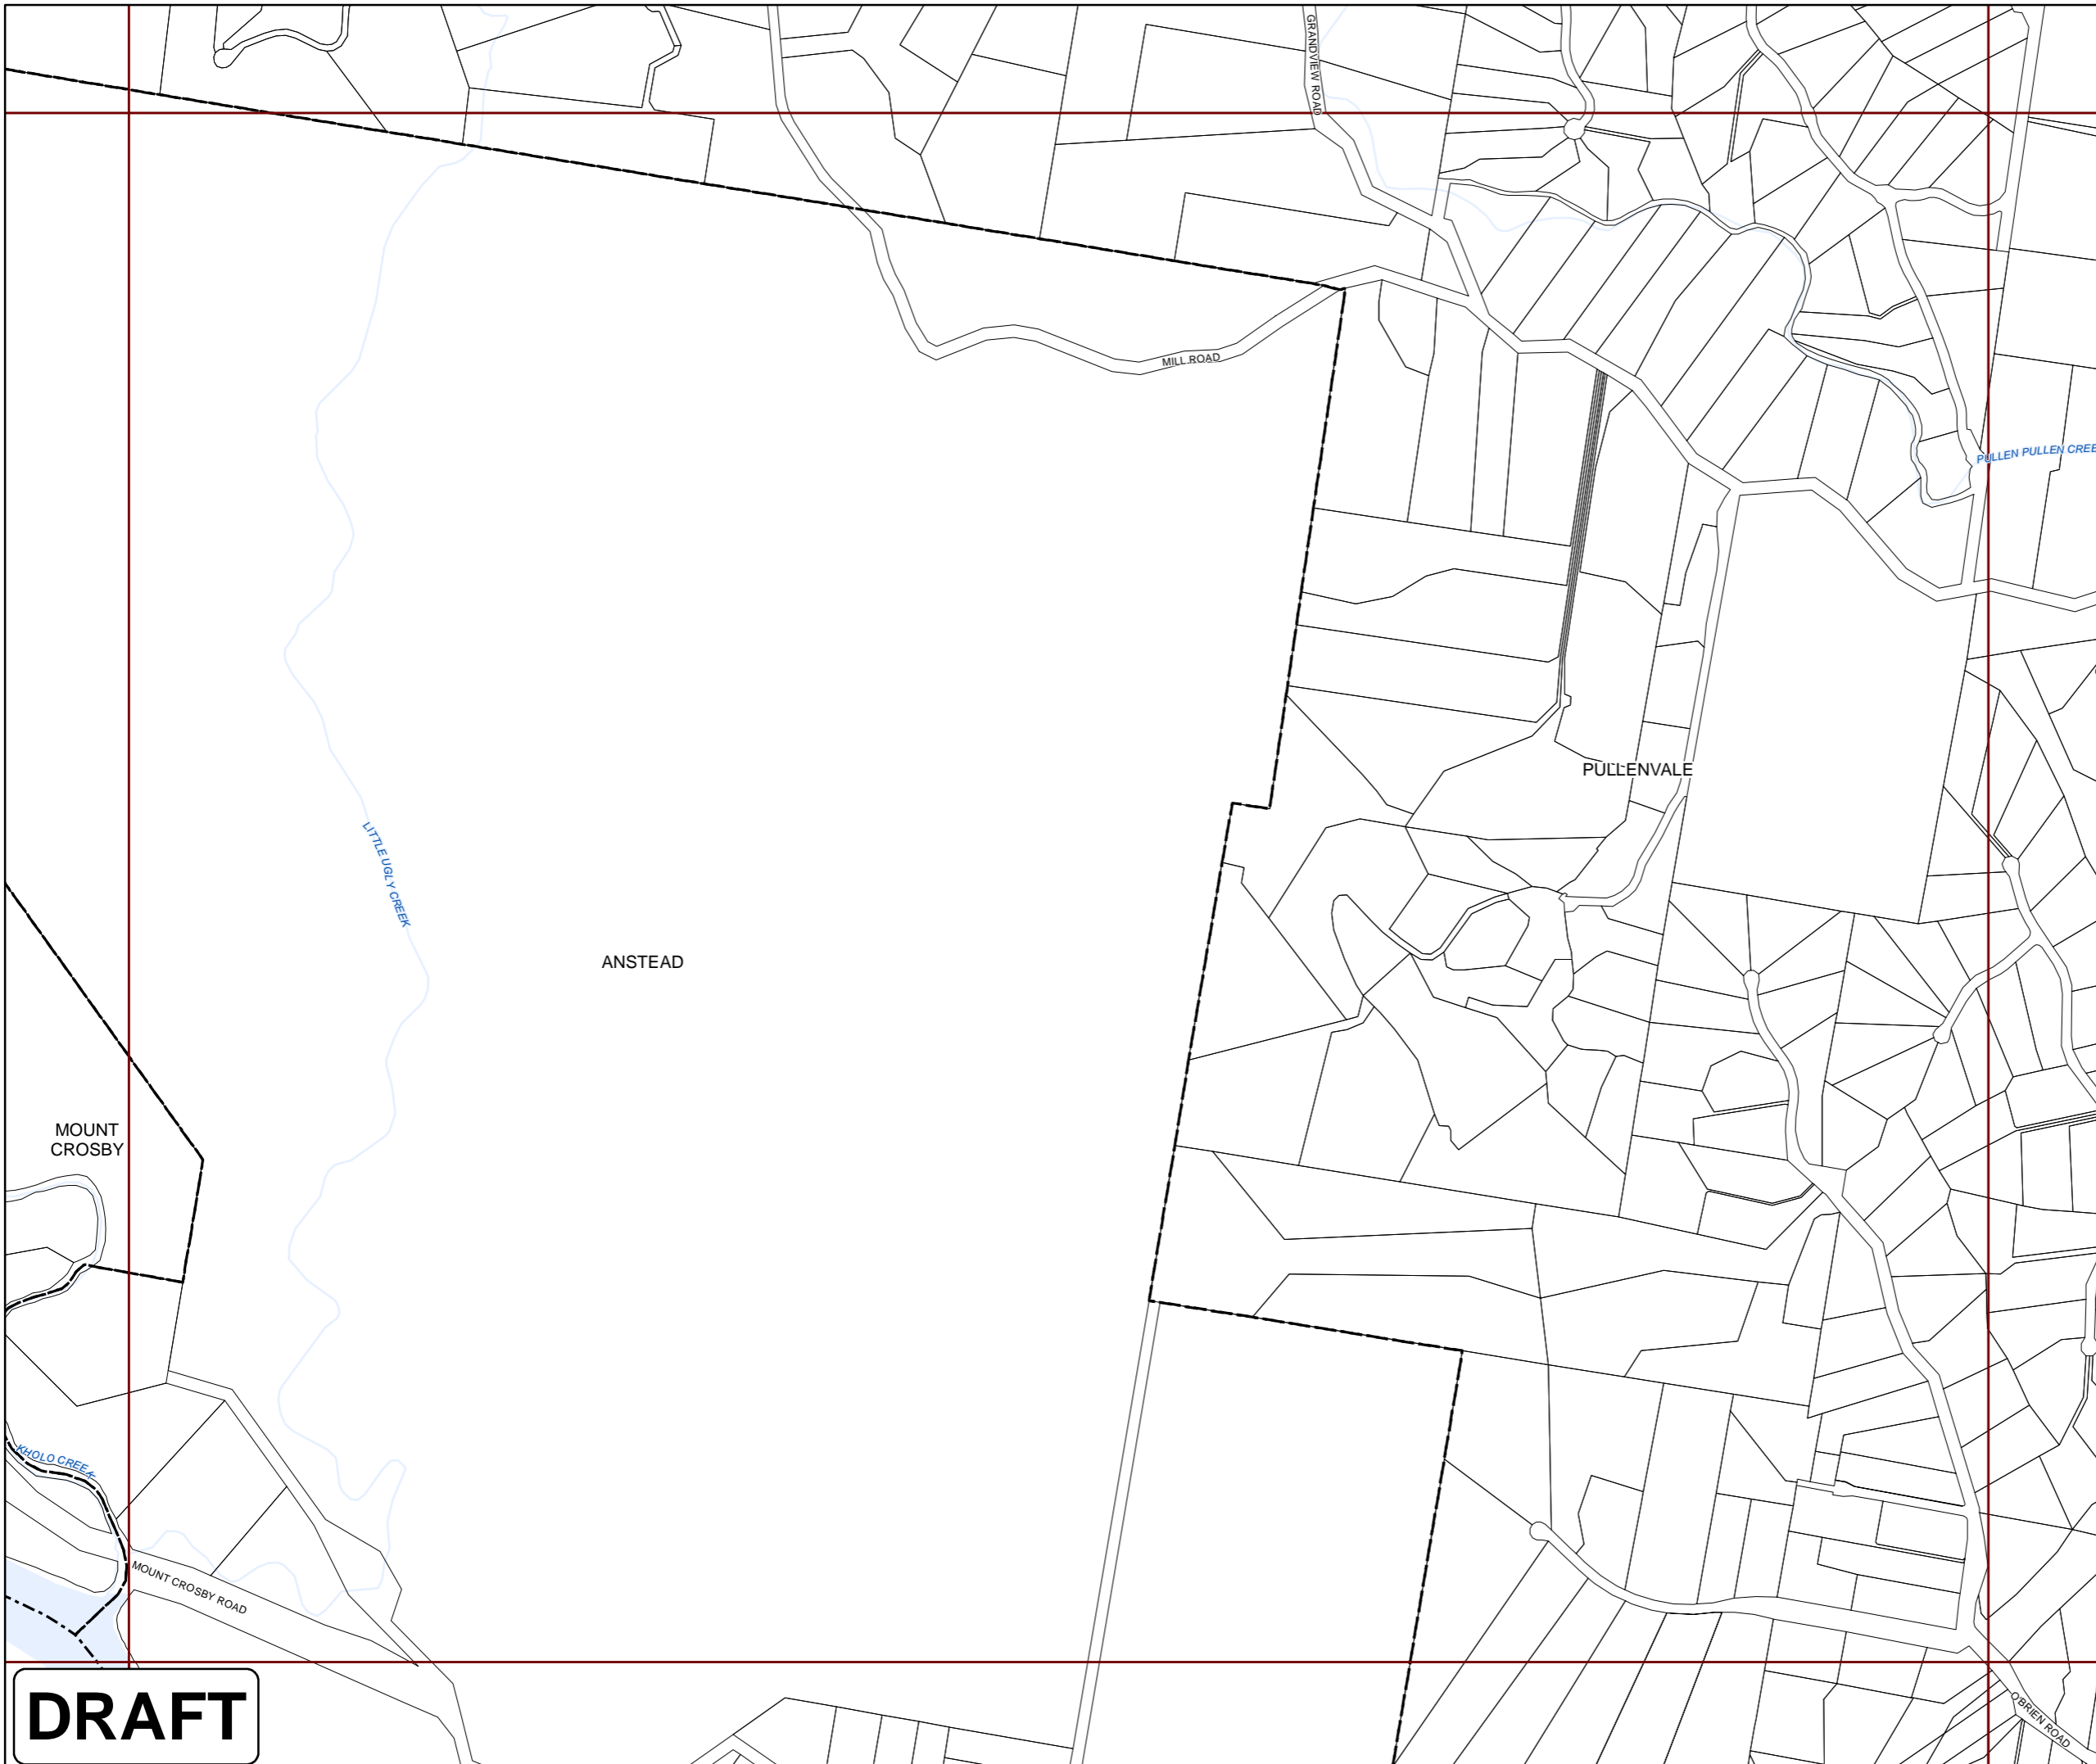 GRANDVIEW ROAD
MILL ROAD
PULLEN PULLEN CREE
PULLENVALE
LITTLE UGLY CREEK
ANSTEAD
MOUNT
CROSBY
KHOLO CREEK
MOUNT CROSBY ROAD
DRAFT
O'BRIEN ROAD